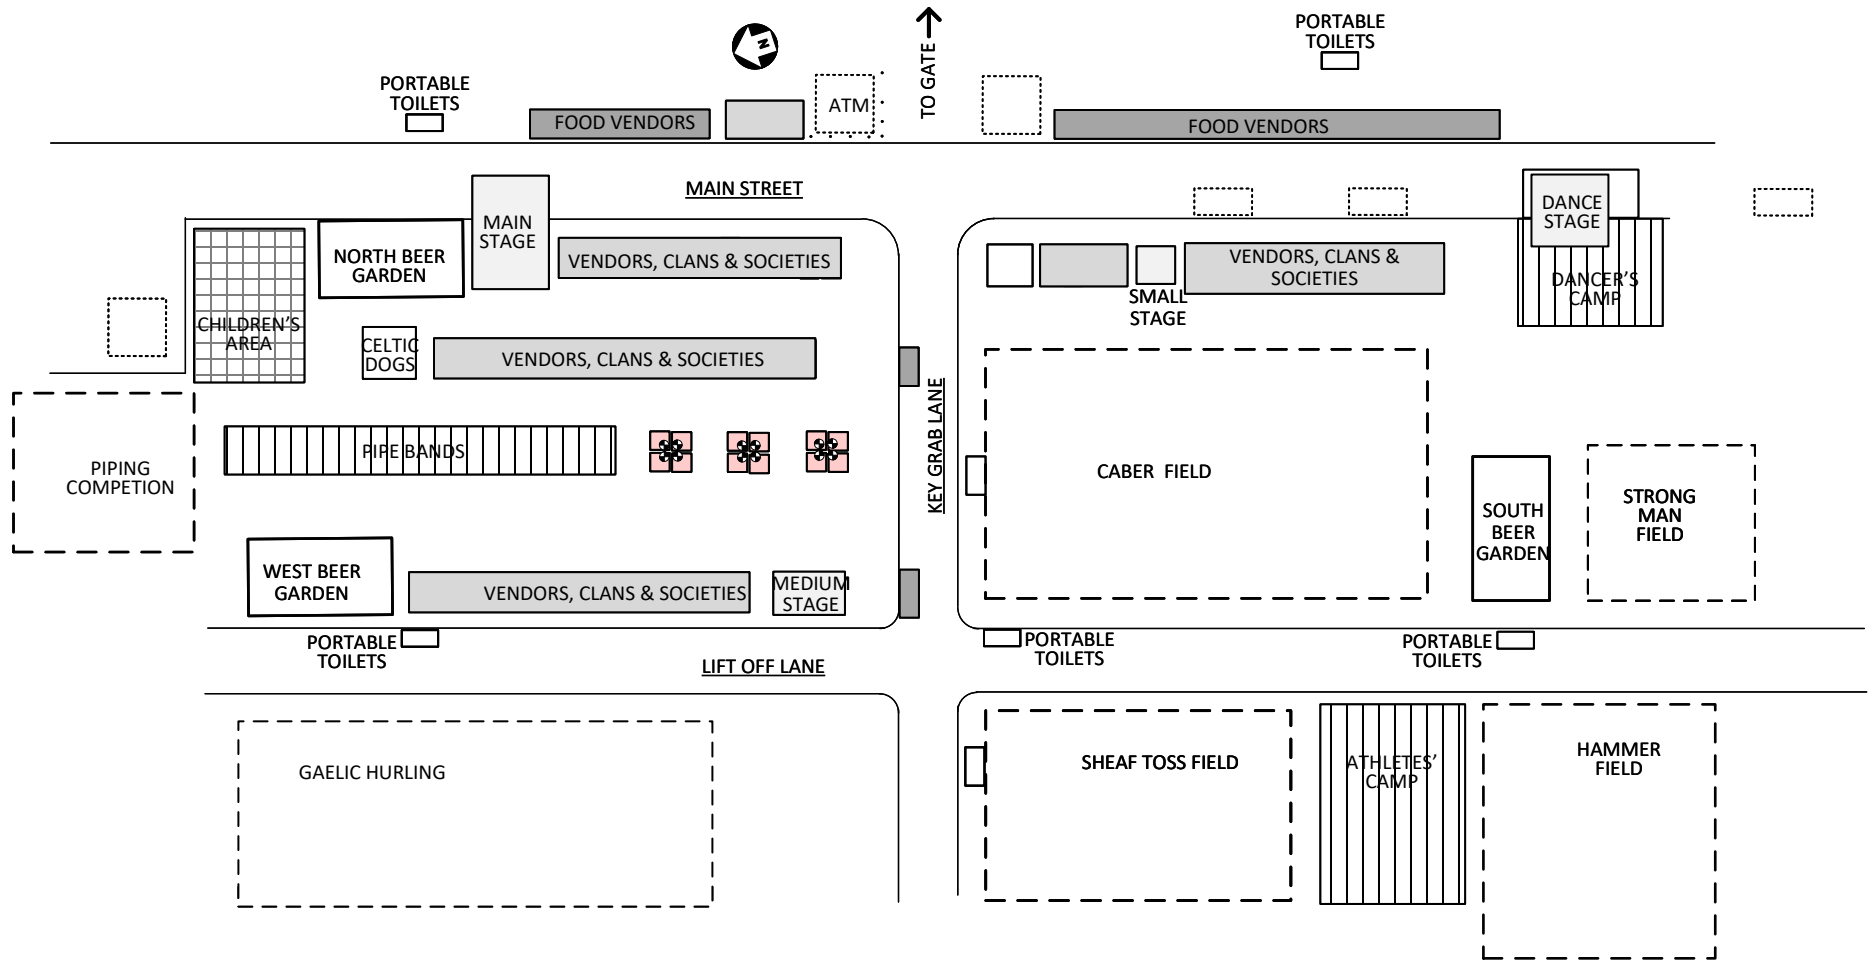 PORTABLE
TOILETS
N
TO GATE
PORTABLE
TOILETS
FOOD VENDORS
ATM
FOOD VENDORS
MAIN STREET
MAIN
STAGE
DANCE
STAGE
NORTH BEER
GARDEN
VENDORS, CLANS & SOCIETIES
VENDORS, CLANS &
SOCIETIES
SMALL
STAGE
DANCER'S
CAMP
CHILDREN'S
AREA
CELTIC
DOGS
VENDORS, CLANS & SOCIETIES
KEY GRAB LANE
PIPING
COMPETION
PIPE BANDS
CABER FIELD
SOUTH
BEER
GARDEN
STRONG
MAN
FIELD
WEST BEER
GARDEN
VENDORS, CLANS & SOCIETIES
MEDIUM
STAGE
PORTABLE
TOILETS
LIFT OFF LANE
PORTABLE
TOILETS
PORTABLE
TOILETS
GAELIC HURLING
SHEAF TOSS FIELD
ATHLETES'
CAMP
HAMMER
FIELD